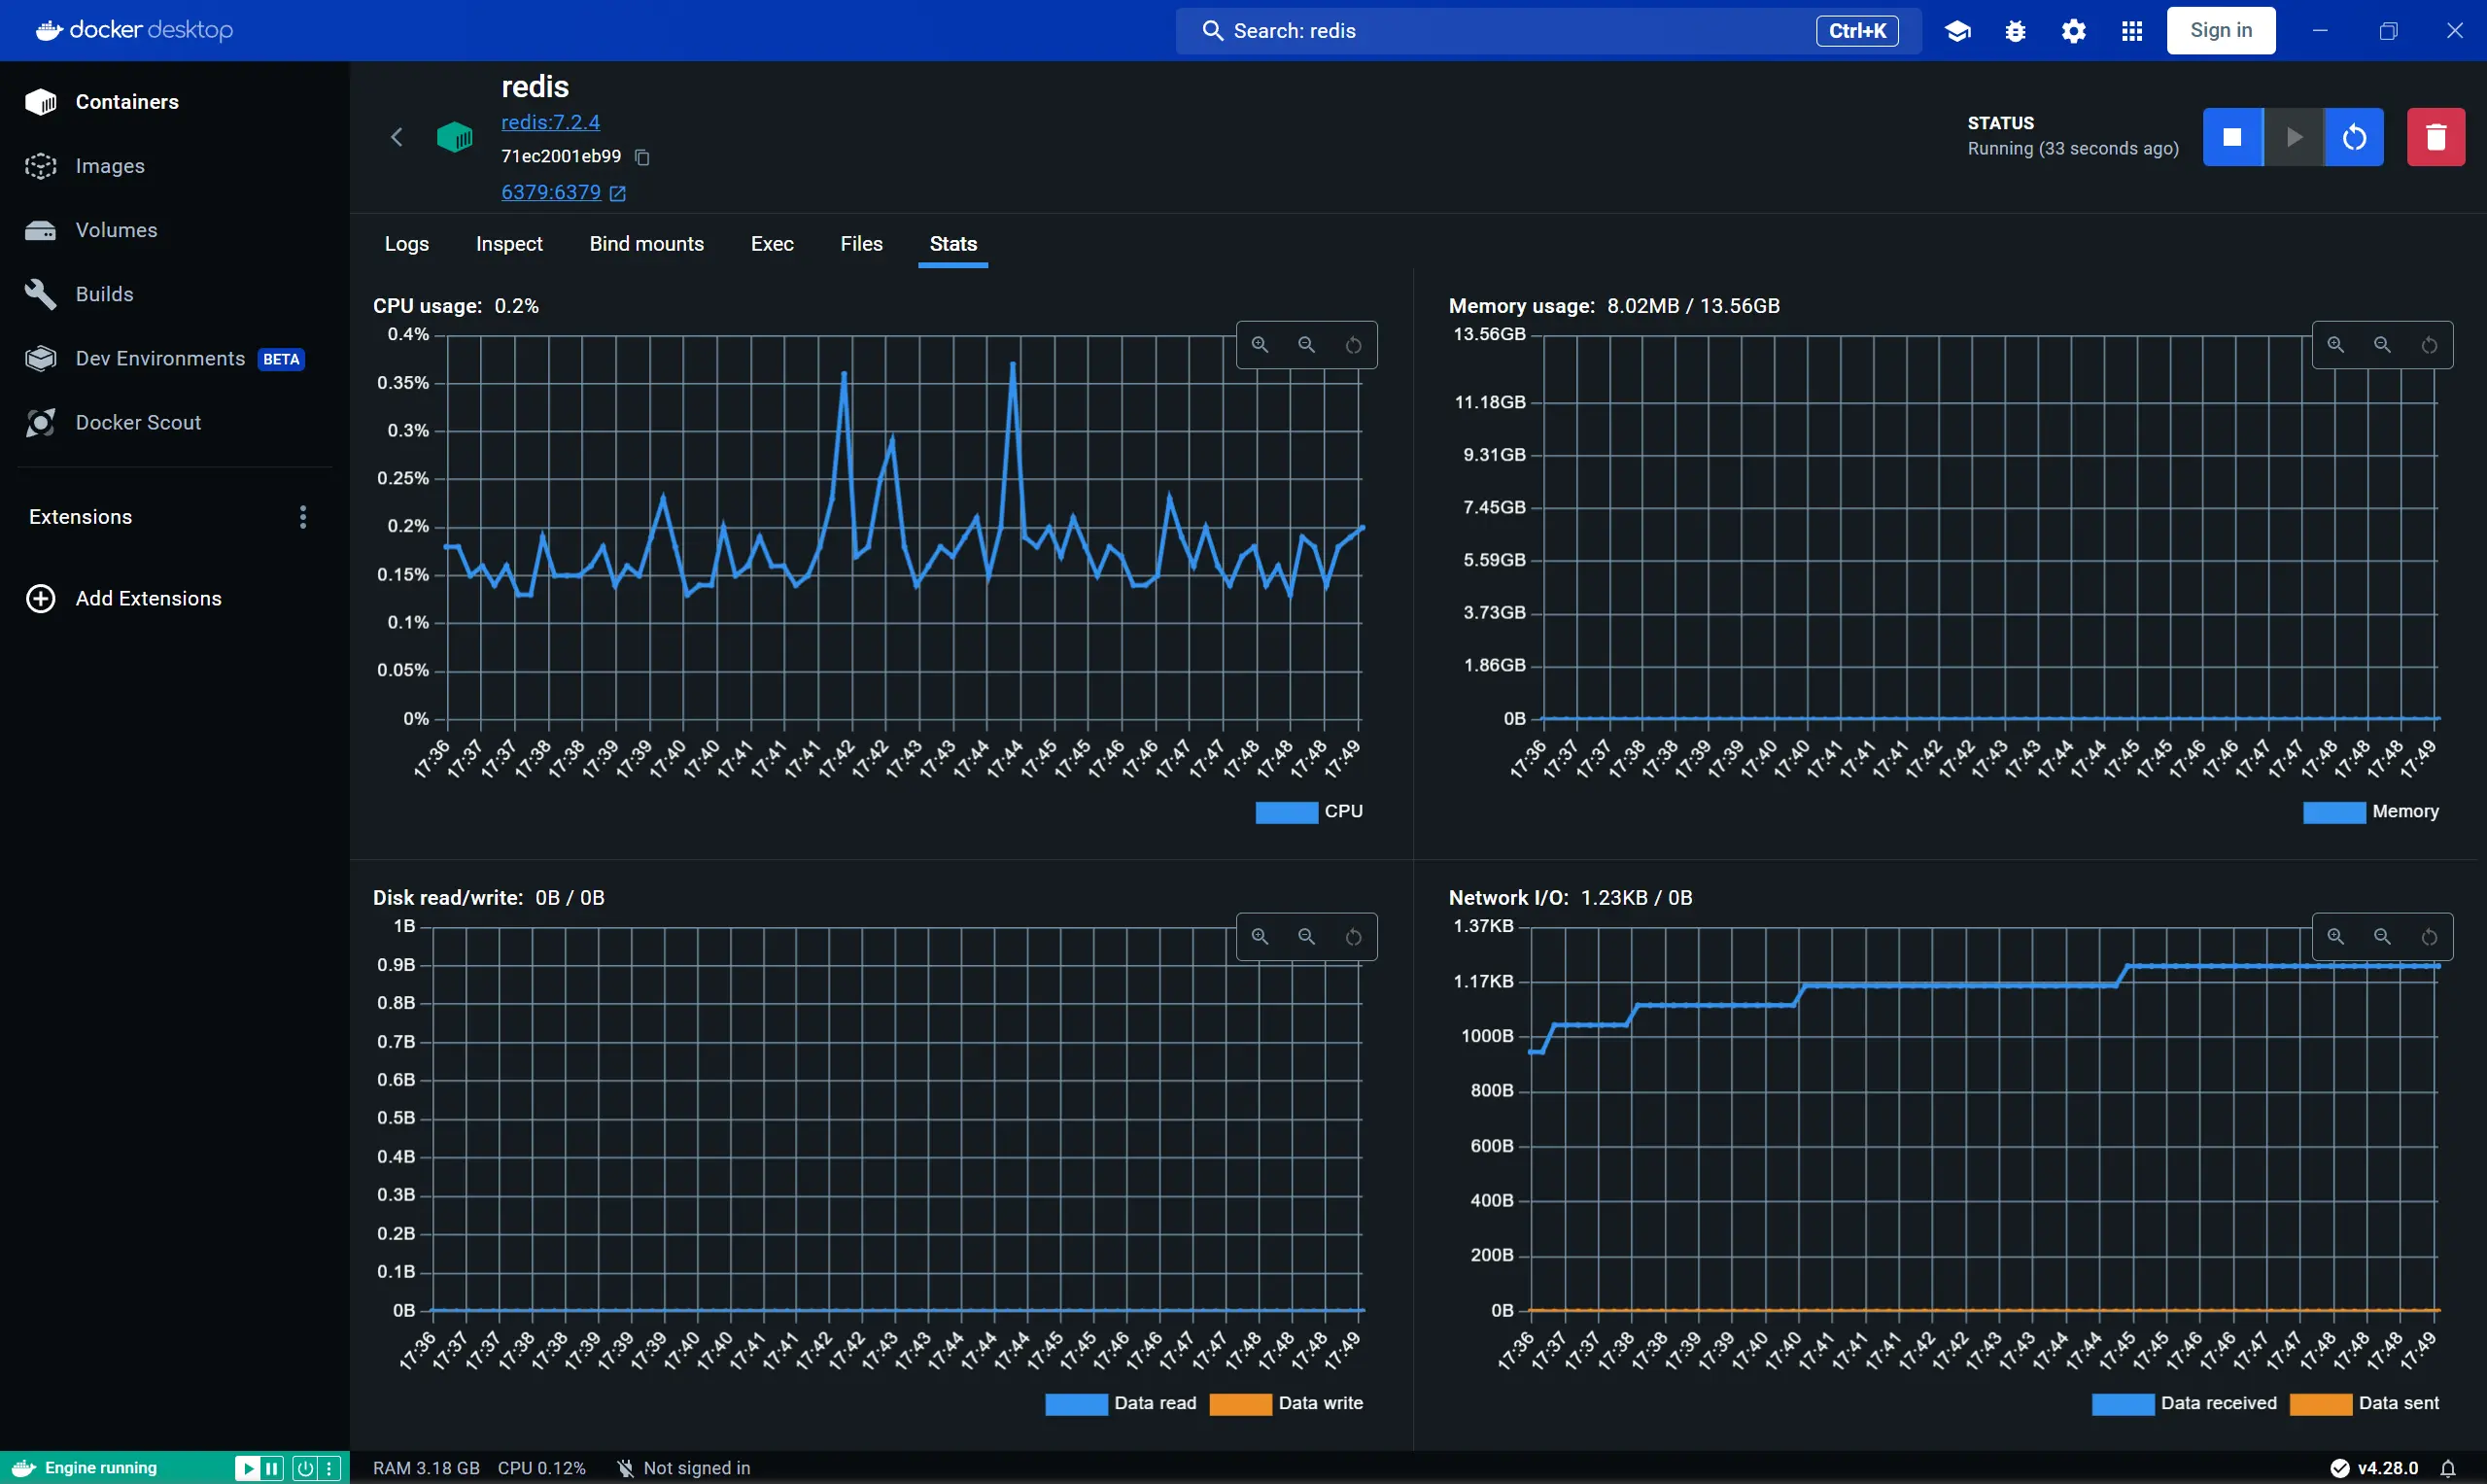 docker desktop
Search: redis
Ctrl+K
Sign in
Containers
Images
Volumes
Builds
Dev Environments BETA
Docker Scout
Extensions
Add Extensions
redis
redis:7.2.4
71ec2001eb99
6379:6379
STATUS
Running (33 seconds ago)
Logs Inspect Bind mounts Exec Files Stats
CPU usage: 0.2%
0.4%
0.35%
0.3%
0.25%
0.2%
0.15%
0.1%
0.05%
0%
17:36 17:37 17:37 17:38 17:38 17:39 17:39 17:40 17:40 17:41 17:41 17:41 17:42 17:42 17:43 17:43 17:44 17:44 17:45 17:45 17:46 17:46 17:47 17:47 17:48 17:48 17:48 17:49
CPU
Memory usage: 8.02MB / 13.56GB
13.56GB
11.18GB
9.31GB
7.45GB
5.59GB
3.73GB
1.86GB
0B
17:36 17:37 17:37 17:38 17:38 17:39 17:39 17:40 17:40 17:41 17:41 17:41 17:42 17:42 17:43 17:43 17:44 17:44 17:45 17:45 17:46 17:46 17:47 17:47 17:48 17:48 17:48 17:49
Memory
Disk read/write: 0B / 0B
1B
0.9B
0.8B
0.7B
0.6B
0.5B
0.4B
0.3B
0.2B
0.1B
0B
17:36 17:37 17:37 17:38 17:38 17:39 17:39 17:39 17:40 17:40 17:41 17:41 17:42 17:42 17:43 17:43 17:44 17:44 17:44 17:45 17:45 17:46 17:46 17:47 17:47 17:48 17:48 17:48 17:49
Data read Data write
Network I/O: 1.23KB / 0B
1.37KB
1.17KB
1000B
800B
600B
400B
200B
0B
17:36 17:37 17:37 17:38 17:38 17:39 17:39 17:40 17:40 17:41 17:41 17:41 17:42 17:42 17:43 17:43 17:44 17:44 17:45 17:45 17:46 17:46 17:47 17:47 17:48 17:48 17:48 17:49
Data received Data sent
Engine running
RAM 3.18 GB CPU 0.12% Not signed in
v4.28.0